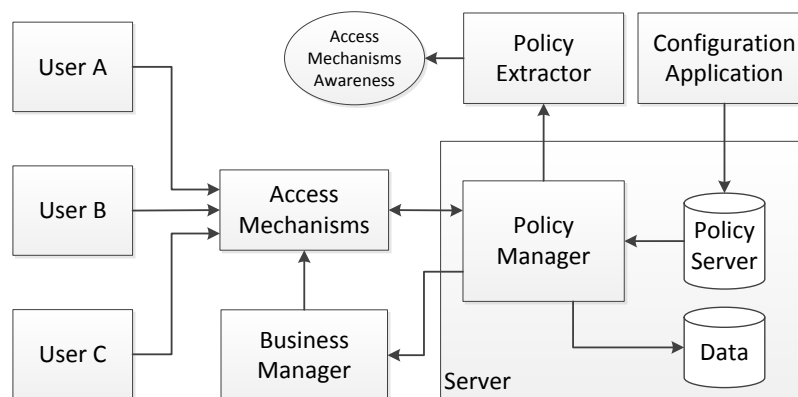 User A
Access
Mechanisms
Awareness
Policy
Extractor
Configuration
Application
User B
Access
Mechanisms
Policy
Manager
Policy
Server
User C
Business
Manager
Data
Server